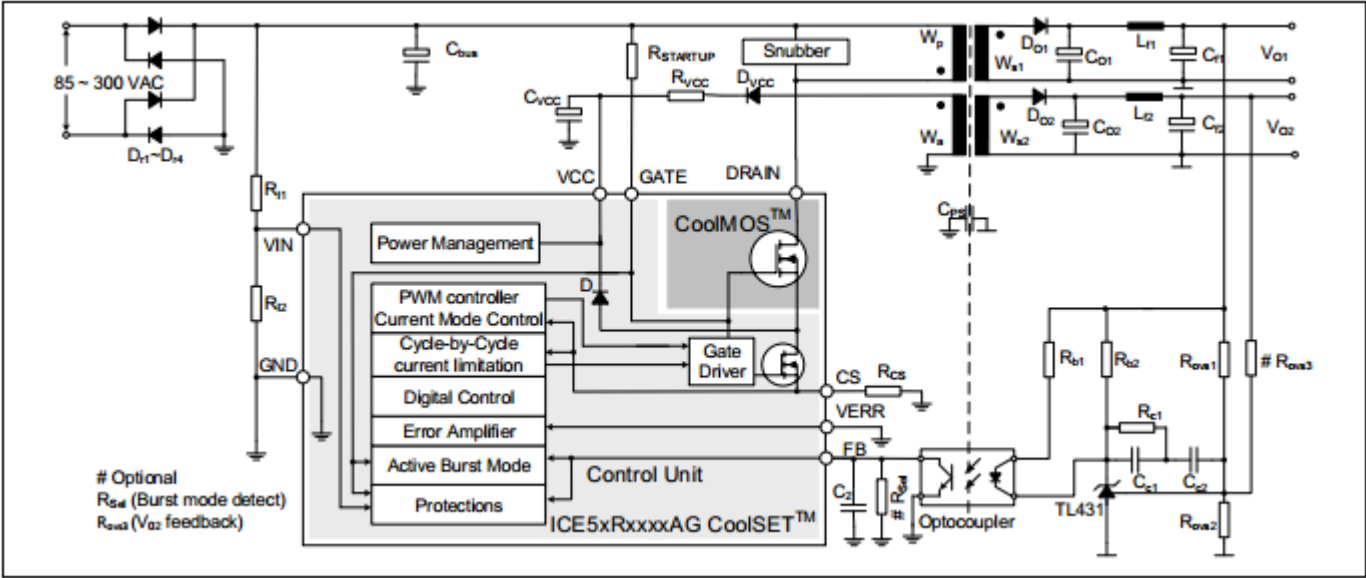 85 ~ 300 VAC
Dr1~Dr4
Cbus
RSTARTUP
Snubber
RVCC
DVCC
CVCC
Wp
Wa
Ws1
Ws2
DO1
CO1
Lf1
Cf1
VO1
DO2
CO2
Lf2
Cf2
VO2
RI1
VIN
RI2
GND
VCC
GATE
DRAIN
CoolMOS™
Power Management
D
PWM controller
Current Mode Control
Cycle-by-Cycle
current limitation
Digital Control
Error Amplifier
Active Burst Mode
Protections
Gate
Driver
Control Unit
ICE5xRxxxxAG CoolSET™
CS
RCS
VERR
FB
C2
# RSel
Optocoupler
CPS
Rb1
Rb2
Rovs1
# Rovs3
Rc1
Cc1
Cc2
TL431
Rovs2
# Optional
RSel (Burst mode detect)
Rovs3 (VO2 feedback)